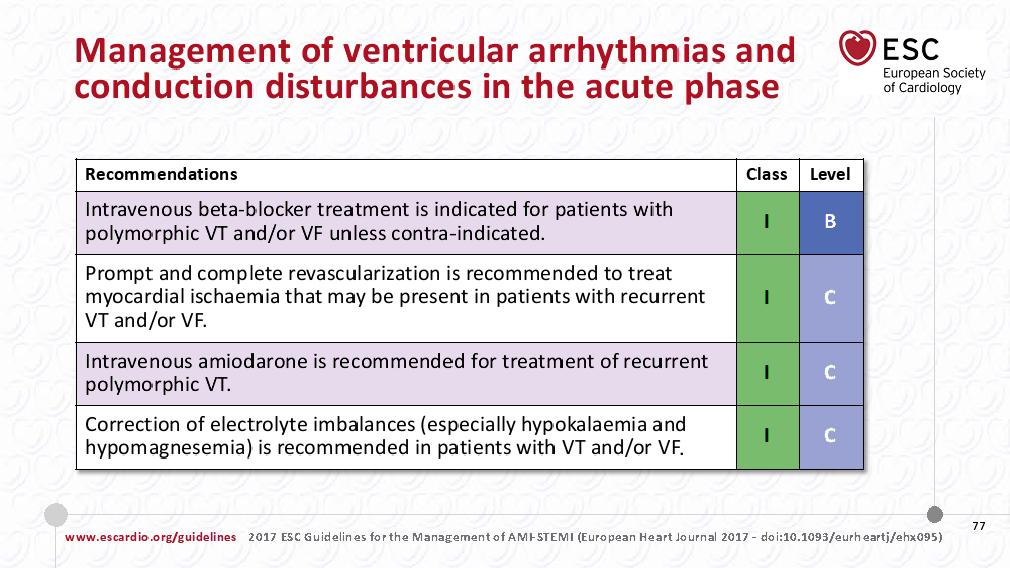 Management of ventricular arrhythmias and
conduction disturbances in the acute phase
ESC
European Society
of Cardiology
Recommendations Class Level
Intravenous beta-blocker treatment is indicated for patients with
polymorphic VT and/or VF unless contra-indicated.
I B
Prompt and complete revascularization is recommended to treat
myocardial ischaemia that may be present in patients with recurrent
VT and/or VF.
I C
Intravenous amiodarone is recommended for treatment of recurrent
polymorphic VT.
I C
Correction of electrolyte imbalances (especially hypokalaemia and
hypomagnesemia) is recommended in patients with VT and/or VF.
I C
77
www.escardio.org/guidelines 2017 ESC Guidelines for the Management of AMI-STEMI (European Heart Journal 2017 - doi:10.1093/eurheartj/ehx095)